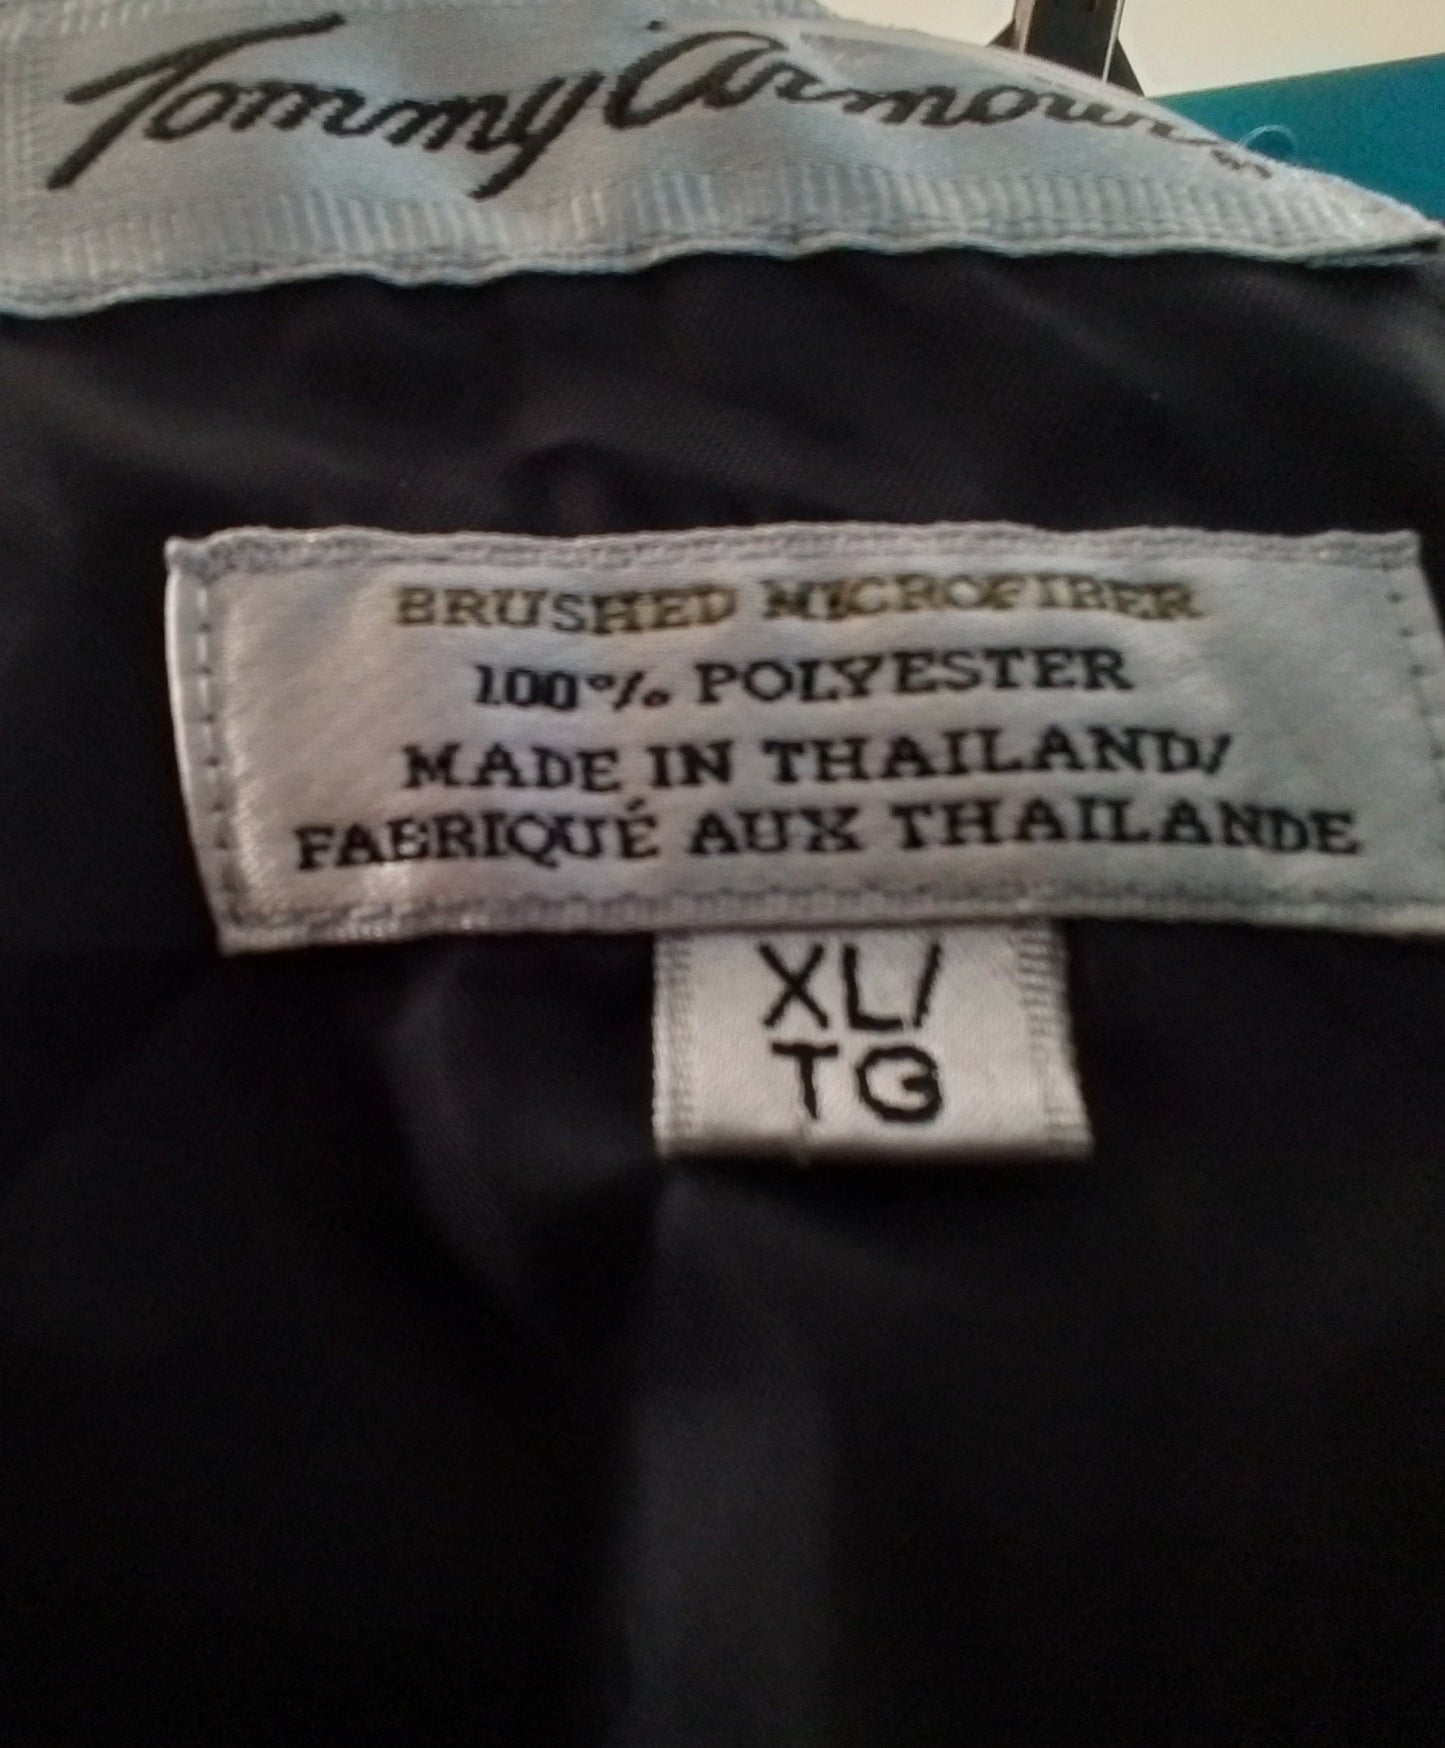 Tommy Armour
BRUSHED MICROFIBER
100% POLYESTER
MADE IN THAILAND/
FABRIQUÉ AUX THAILANDE
XL/
TG